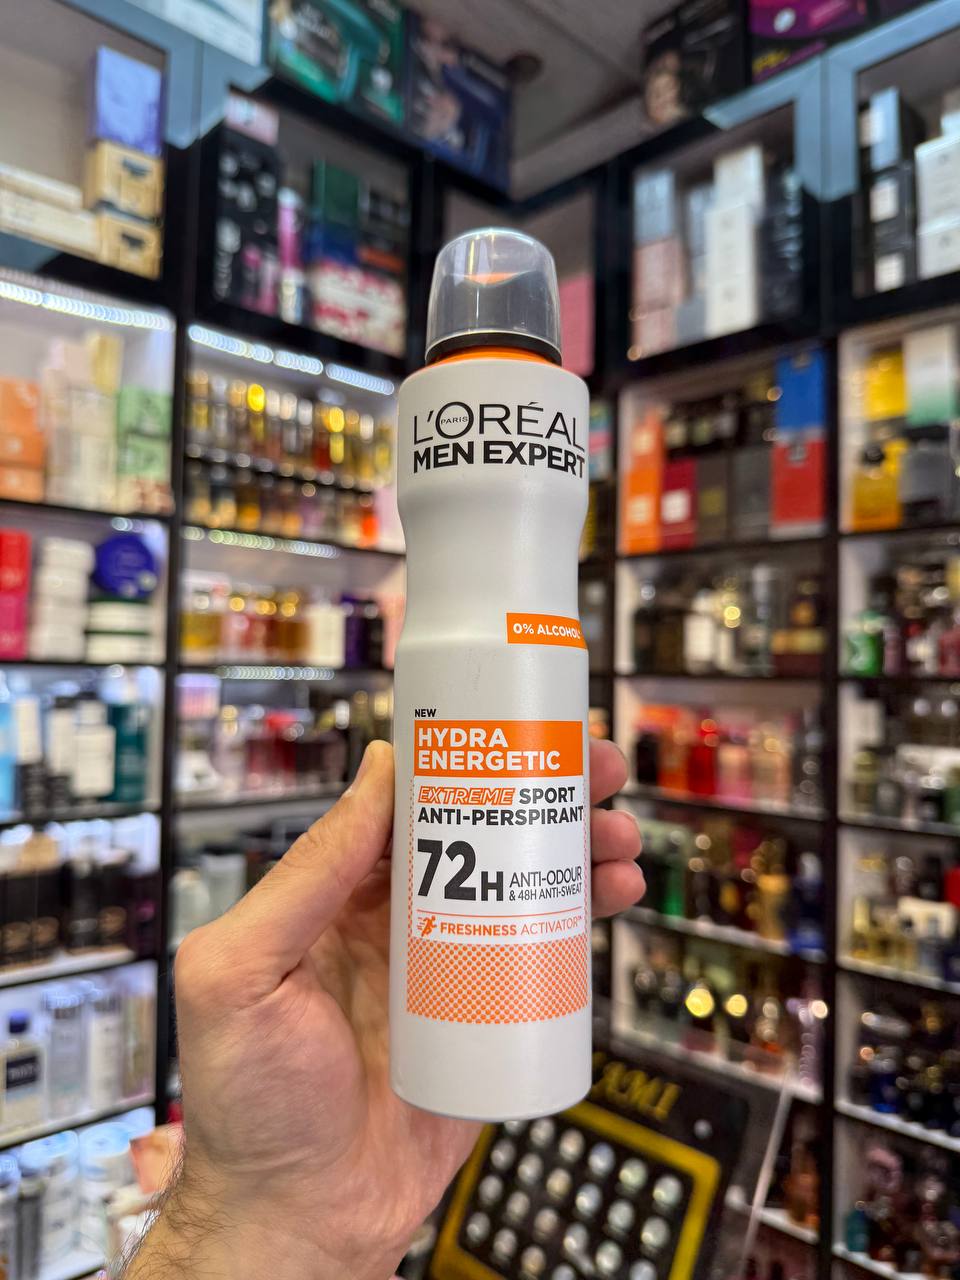 L'ORÉAL
PARIS
MEN EXPERT
0% ALCOHOL
NEW
HYDRA
ENERGETIC
EXTREME SPORT
ANTI-PERSPIRANT
72H ANTI-ODOUR
& 48H ANTI-SWEAT
FRESHNESS ACTIVATOR™